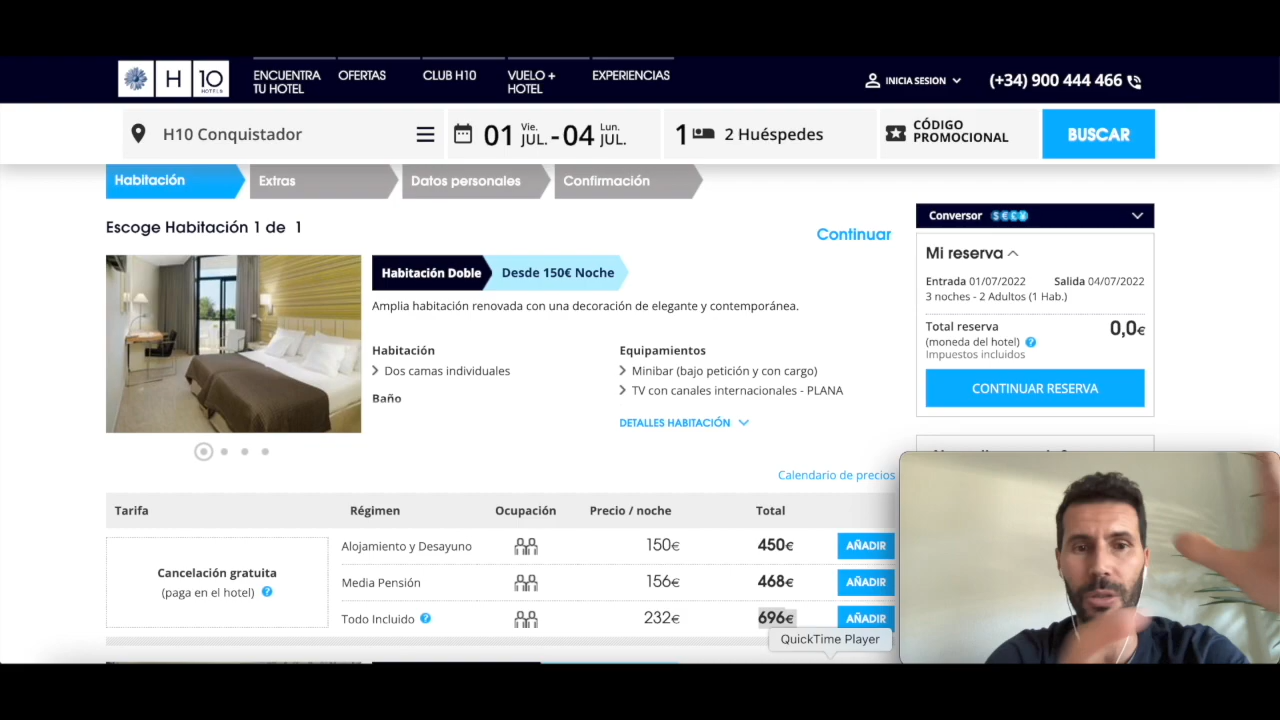 H 10
HOTELS
ENCUENTRA
TU HOTEL
OFERTAS
CLUB H10
VUELO +
HOTEL
EXPERIENCIAS
INICIA SESION
(+34) 900 444 466
H10 Conquistador
01 Vie. JUL. - 04 Lun. JUL.
1 2 Huéspedes
CÓDIGO
PROMOCIONAL
BUSCAR
Habitación
Extras
Datos personales
Confirmación
Escoge Habitación 1 de 1
Continuar
Habitación Doble
Desde 150€ Noche
Amplia habitación renovada con una decoración de elegante y contemporánea.
Habitación
Dos camas individuales
Baño
Equipamientos
Minibar (bajo petición y con cargo)
TV con canales internacionales - PLANA
DETALLES HABITACIÓN
Calendario de precios
Tarifa Régimen Ocupación Precio / noche Total
Cancelación gratuita
(paga en el hotel) ?
Alojamiento y Desayuno 150€ 450€ AÑADIR
Media Pensión 156€ 468€ AÑADIR
Todo Incluido ? 232€ 696€ AÑADIR
QuickTime Player
Conversor $ € £ ¥
Mi reserva
Entrada 01/07/2022 Salida 04/07/2022
3 noches - 2 Adultos (1 Hab.)
Total reserva 0,0€
(moneda del hotel) ?
Impuestos incluidos
CONTINUAR RESERVA